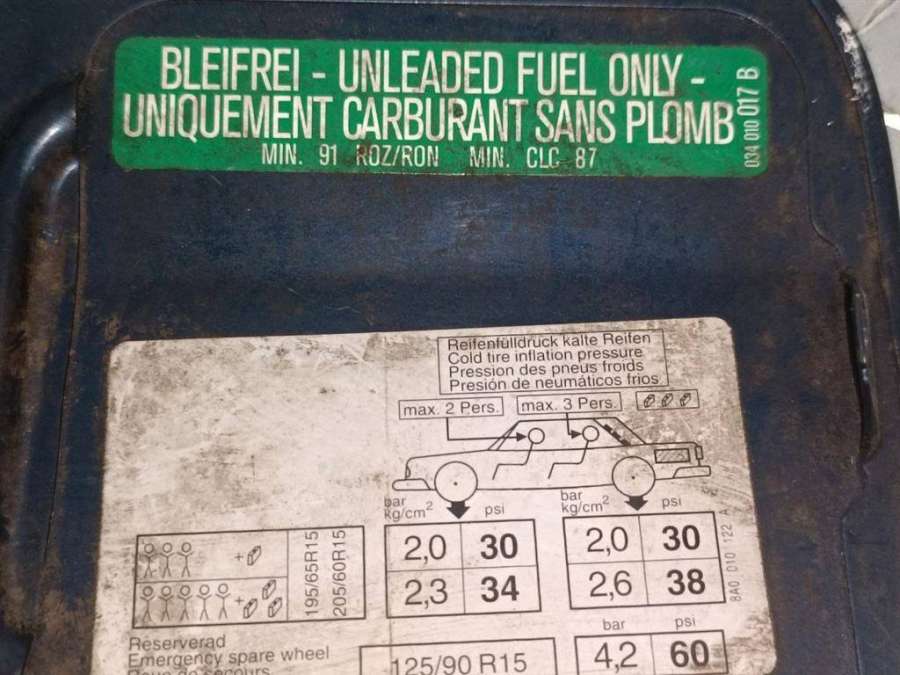 BLEIFREI - UNLEADED FUEL ONLY -
UNIQUEMENT CARBURANT SANS PLOMB
MIN. 91 ROZ/RON MIN. CLC 87
034 010 017 B
Reifenfülldruck kalte Reifen
Cold tire inflation pressure
Pression des pneus froids
Presión de neumáticos frios.
max. 2 Pers. max. 3 Pers.
bar
kg/cm² psi bar
kg/cm² psi
195/65R15
205/60R15
2,0 30 2,0 30
2,3 34 2,6 38
8A0 010 122 A
Reserverad
Emergency spare wheel
Roue de secours
125/90 R15
bar psi
4,2 60